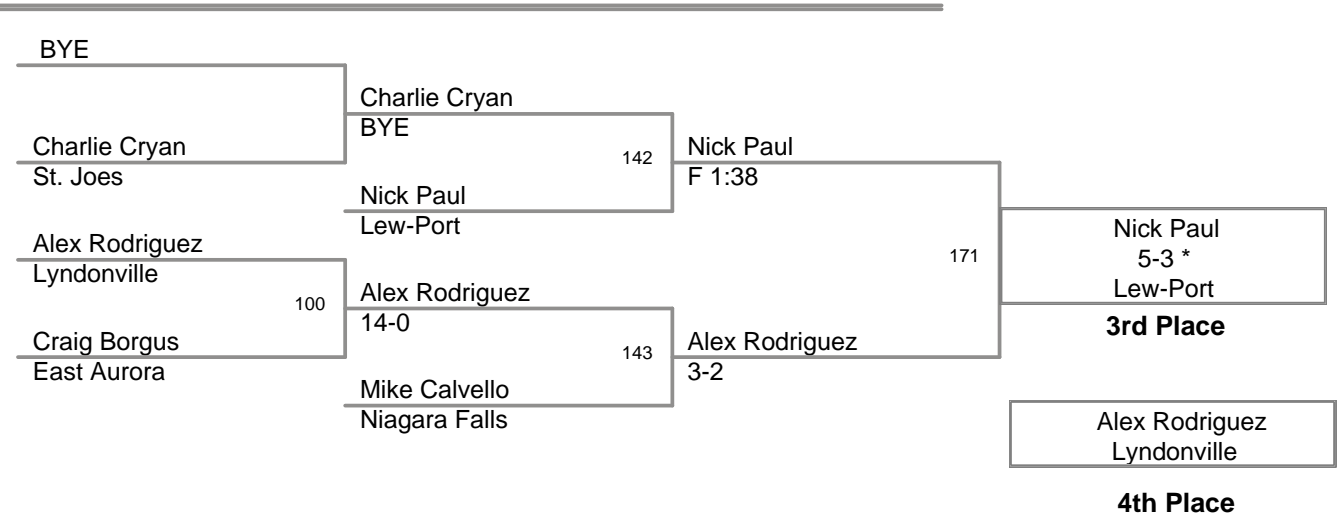 BYE
Charlie Cryan
St. Joes
Alex Rodriguez
Lyndonville
100
Craig Borgus
East Aurora
Charlie Cryan
BYE
142
Nick Paul
Lew-Port
Alex Rodriguez
14-0
143
Mike Calvello
Niagara Falls
Nick Paul
F 1:38
171
Alex Rodriguez
3-2
Nick Paul
5-3 *
Lew-Port
3rd Place
Alex Rodriguez
Lyndonville
4th Place